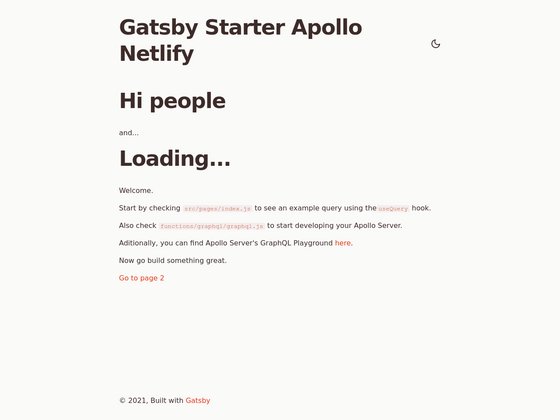 Gatsby Starter Apollo
Netlify
Hi people
and...
Loading...
Welcome.
Start by checking src/pages/index.js to see an example query using the useQuery hook.
Also check functions/graphql/graphql.js to start developing your Apollo Server.
Aditionally, you can find Apollo Server's GraphQL Playground here.
Now go build something great.
Go to page 2
© 2021, Built with Gatsby